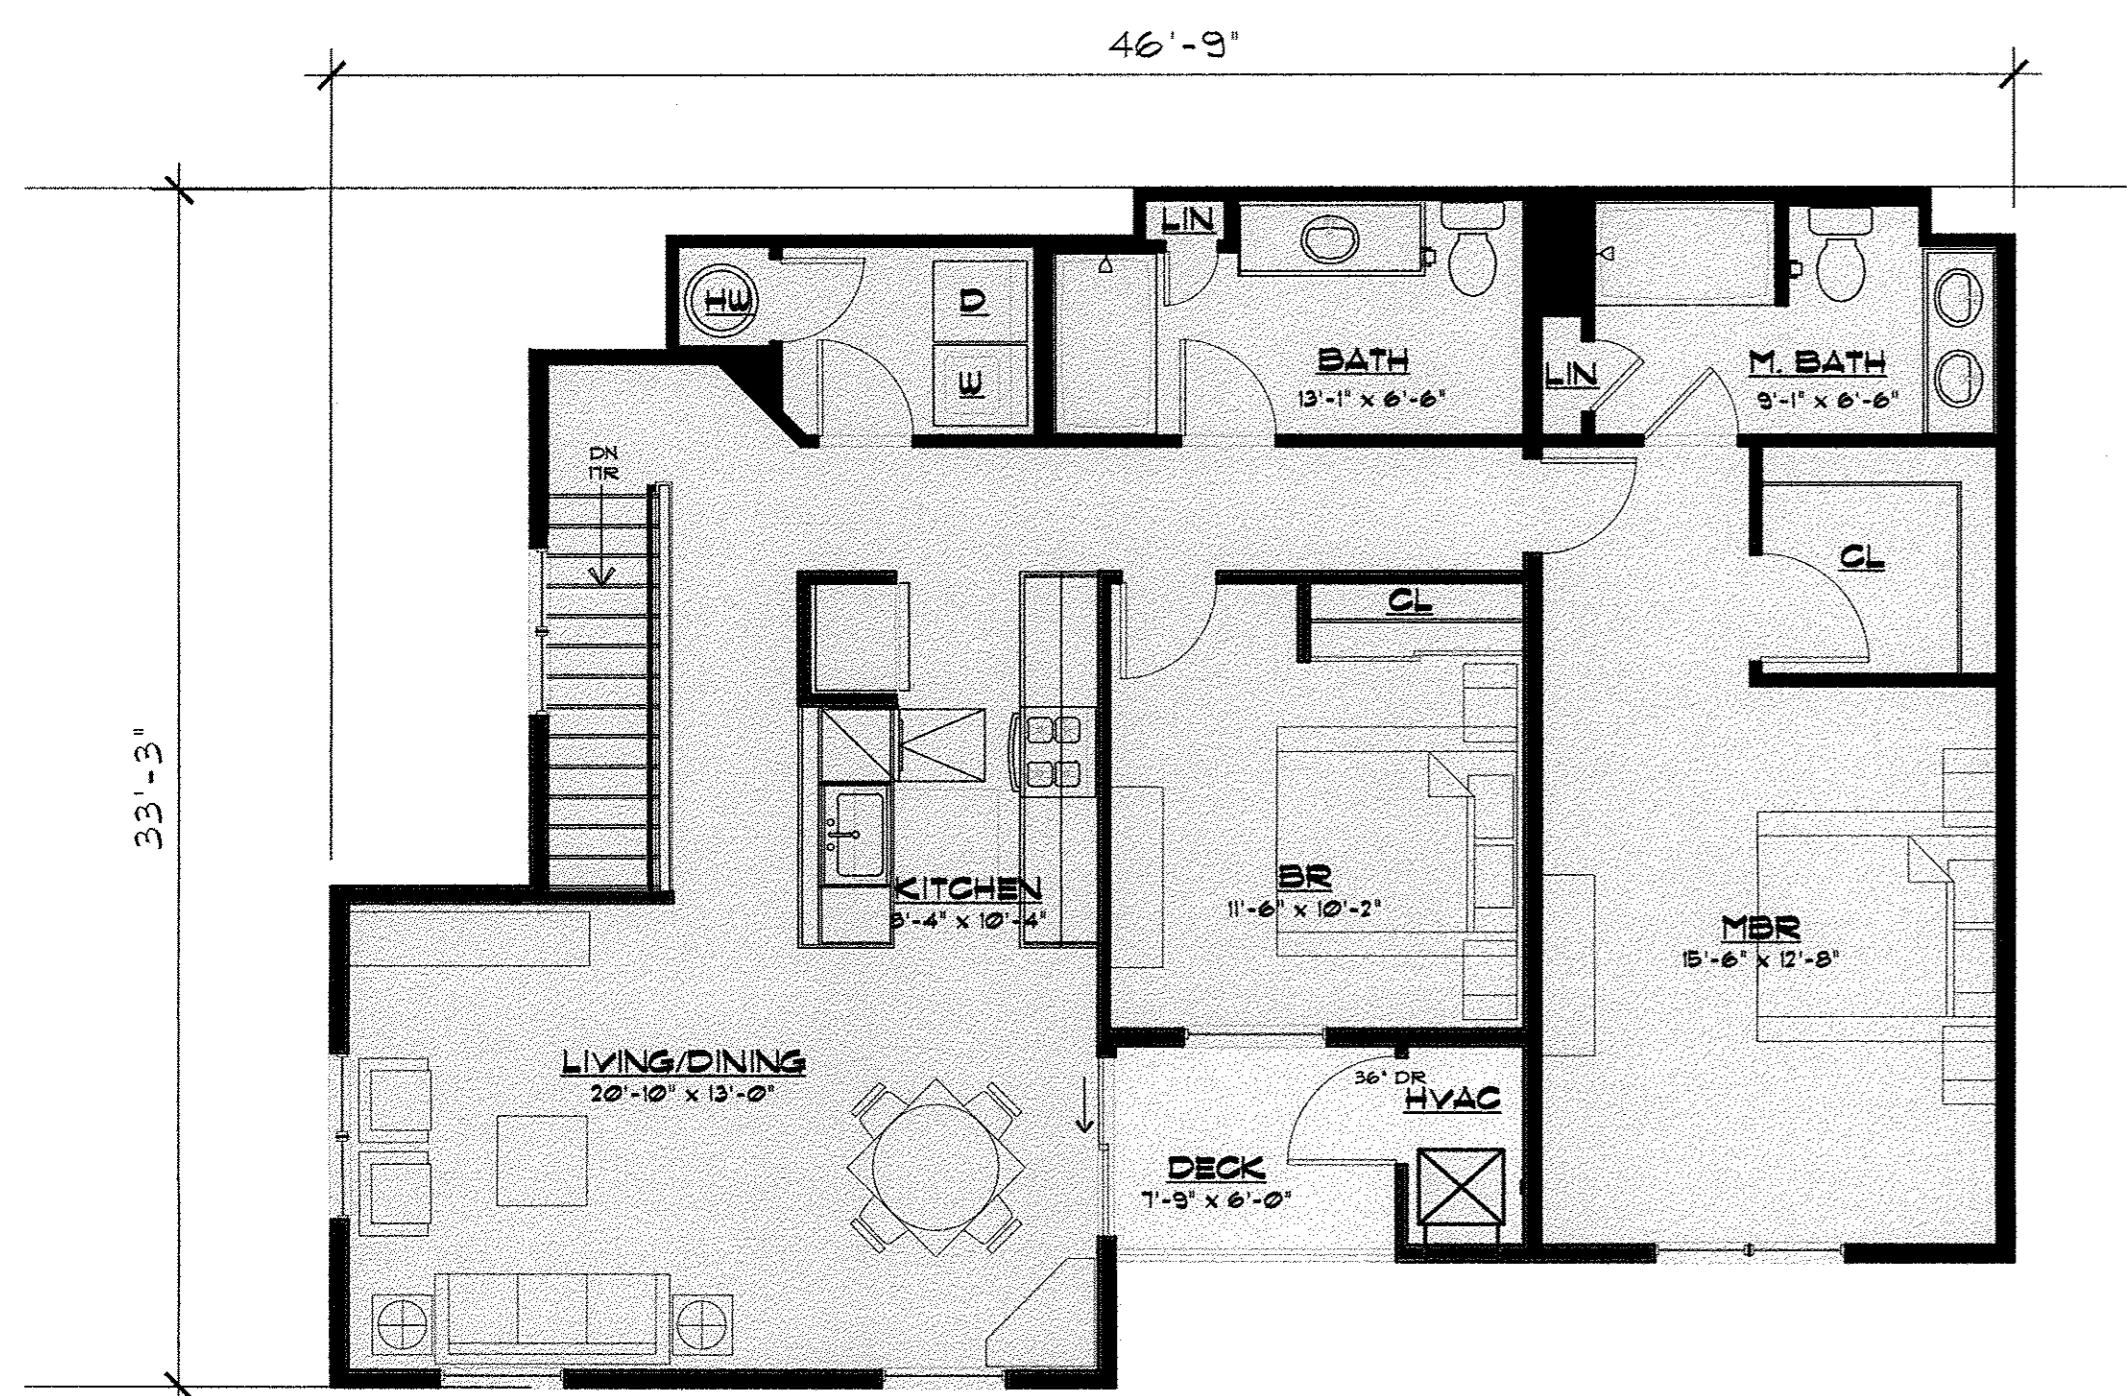 46'-9"
33'-3"
LIN
HW
D
W
BATH
13'-1" x 6'-6"
LIN
M. BATH
9'-1" x 6'-6"
DN
17R
CL
CL
KITCHEN
8'-4" x 10'-4"
BR
11'-6" x 10'-2"
MBR
15'-6" x 12'-8"
LIVING/DINING
20'-10" x 13'-0"
36" DR
HVAC
DECK
7'-9" x 6'-0"